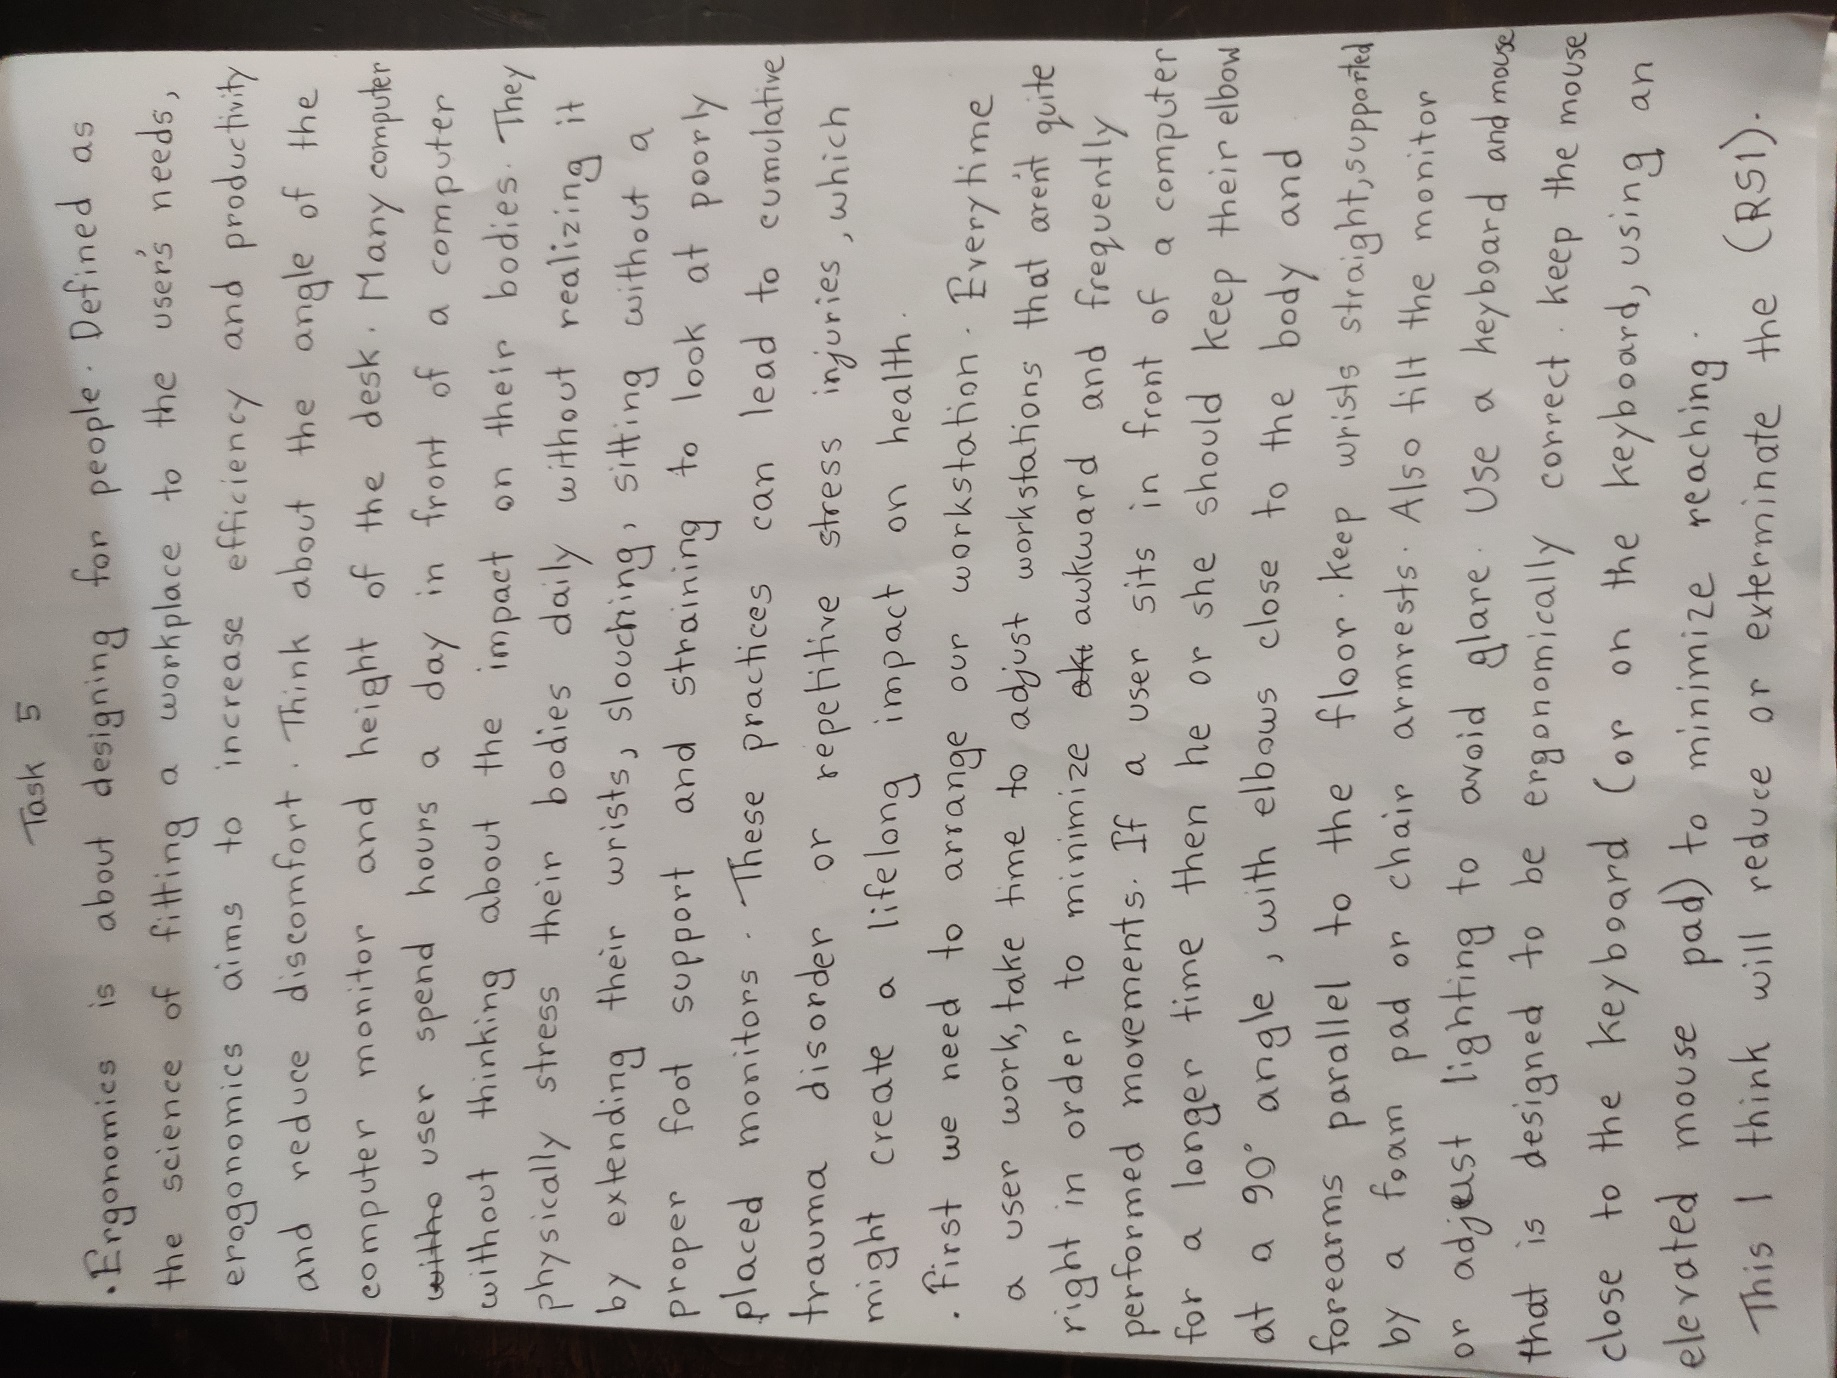 Task 5
. Ergonomics is about designing for people. Defined as
the science of fitting a workplace to the user's needs,
erogonomics aims to increase efficiency and productivity
and reduce discomfort. Think about the angle of the
computer monitor and height of the desk. Many computer
witho user spend hours a day in front of a computer
without thinking about the impact on their bodies. They
physically stress their bodies daily without realizing it
by extending their wrists, slouching, sitting without a
proper foot support and straining to look at poorly
placed monitors. These practices can lead to cumulative
trauma disorder or repetitive stress injuries, which
might create a lifelong impact on health.
. First we need to arrange our workstation. Every time
a user work, take time to adjust workstations that aren't quite
right in order to minimize akt awkward and frequently
performed movements. If a user sits in front of a computer
for a longer time then he or she should keep their elbow
at a 90° angle, with elbows close to the body and
forearms parallel to the floor. keep wrists straight, supported
by a foam pad or chair armrests. Also tilt the monitor
or adjust lighting to avoid glare. Use a keyboard and mouse
that is designed to be ergonomically correct. keep the mouse
close to the keyboard (or on the keyboard, using an
elevated mouse pad) to minimize reaching.
This I think will reduce or exterminate the (RSI).